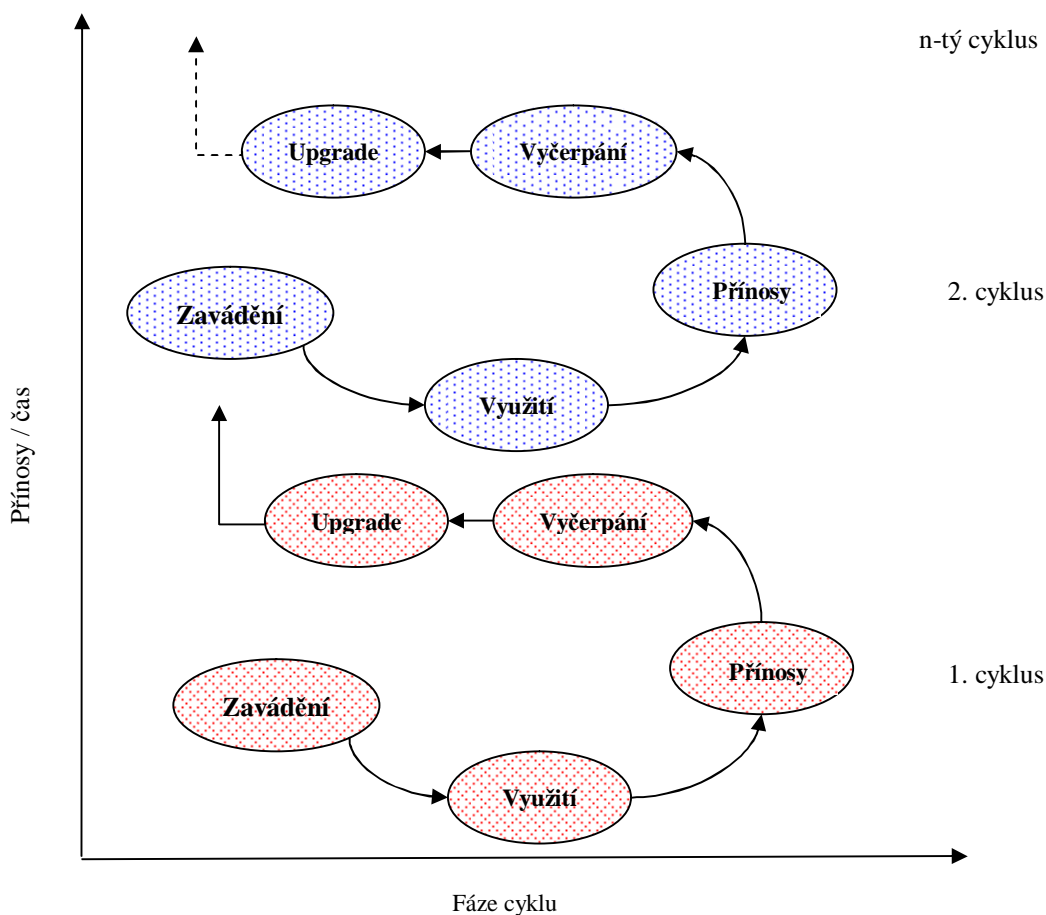 n-tý cyklus
Upgrade
Vyčerpání
Přínosy
2. cyklus
Zavádění
Využití
Přínosy / čas
Upgrade
Vyčerpání
Přínosy
1. cyklus
Zavádění
Využití
Fáze cyklu